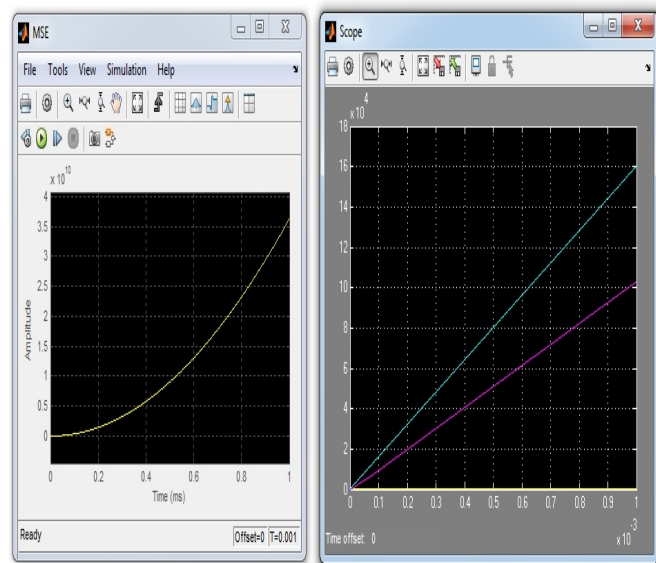 MSE
File Tools View Simulation Help
x 10^10
4
3.5
3
2.5
2
1.5
1
0.5
0
Amplitude
0 0.2 0.4 0.6 0.8 1
Time (ms)
Ready Offset=0 T=0.001
Scope
x 10^4
18
16
14
12
10
8
6
4
2
0
0 0.1 0.2 0.3 0.4 0.5 0.6 0.7 0.8 0.9 1
x 10^-3
Time offset: 0